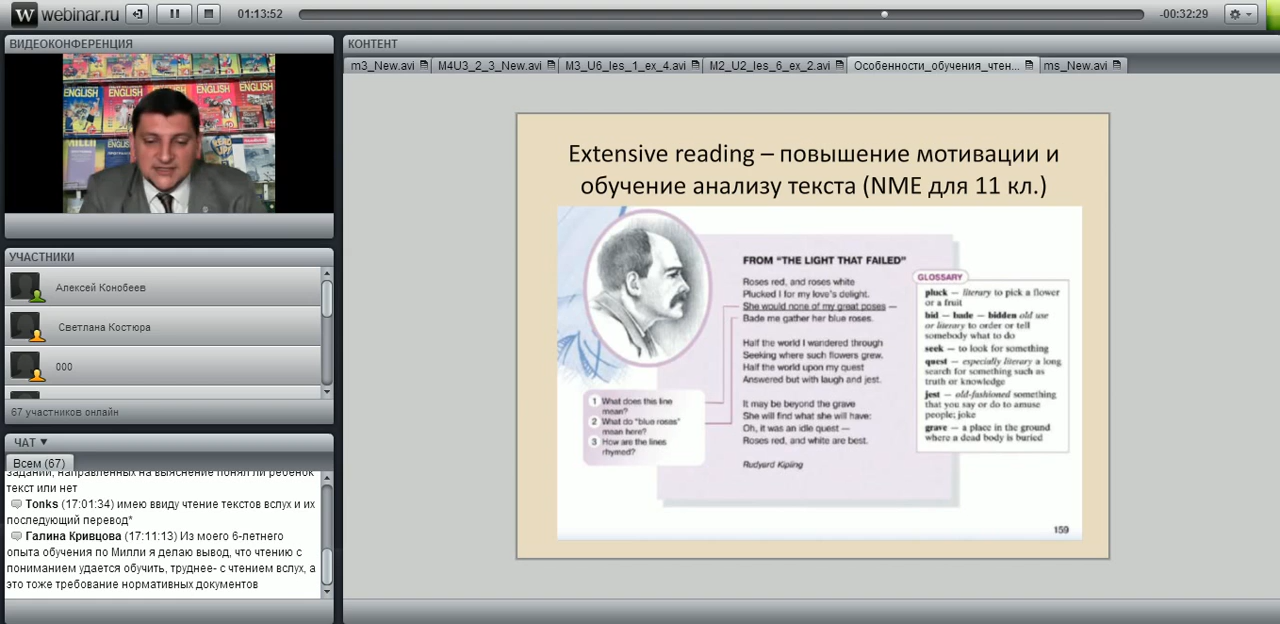 webinar.ru
01:13:52
-00:32:29
ВИДЕОКОНФЕРЕНЦИЯ
ENGLISH
ENGLISH
УЧАСТНИКИ
Алексей Конобеев
Светлана Костюра
000
67 участников онлайн
ЧАТ
Всем (67)
заданий, направленных на выяснение понял ли ребенок
текст или нет
Tonks (17:01:34) имею ввиду чтение текстов вслух и их
последующий перевод*
Галина Кривцова (17:11:13) Из моего 6-летнего
опыта обучения по Милли я делаю вывод, что чтению с
пониманием удается обучить, труднее- с чтением вслух, а
это тоже требование нормативных документов
КОНТЕНТ
m3_New.avi
M4U3_2_3_New.avi
M3_U6_les_1_ex_4.avi
M2_U2_les_6_ex_2.avi
Особенности_обучения_чтен...
ms_New.avi
Extensive reading – повышение мотивации и
обучение анализу текста (NME для 11 кл.)
FROM "THE LIGHT THAT FAILED"
Roses red, and roses white
Plucked I for my love's delight.
She would none of my great poses —
Bade me gather her blue roses.
Half the world I wandered through
Seeking where such flowers grew.
Half the world upon my quest
Answered but with laugh and jest.
It may be beyond the grave
She will find what she will have:
Oh, it was an idle quest —
Roses red, and white are best.
Rudyard Kipling
1 What does this line
mean?
2 What do "blue roses"
mean here?
3 How are the lines
rhymed?
GLOSSARY
pluck — literary to pick a flower
or a fruit
bid — bade — bidden old use
or literary to order or tell
somebody what to do
seek — to look for something
quest — especially literary a long
search for something such as
truth or knowledge
jest — old-fashioned something
that you say or do to amuse
people; joke
grave — a place in the ground
where a dead body is buried
159